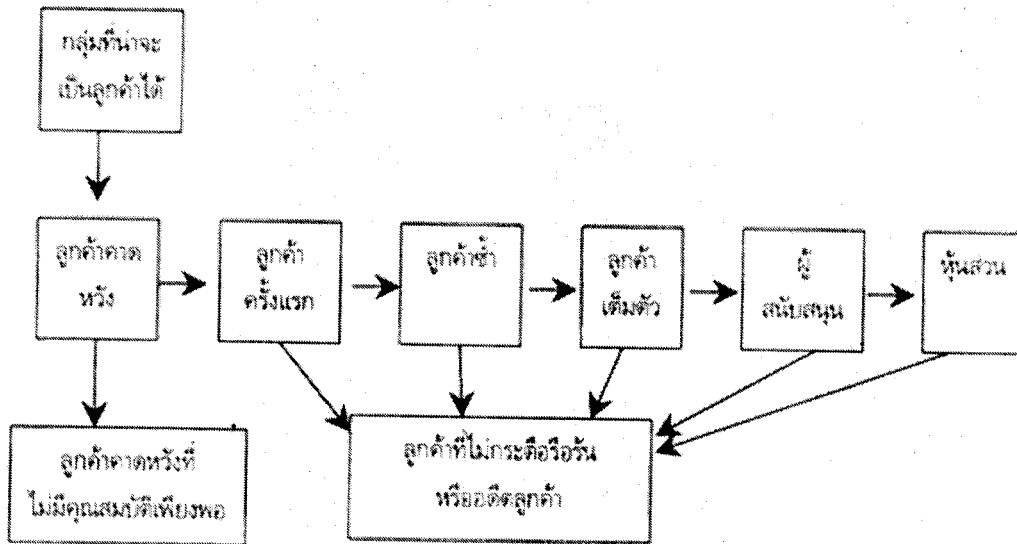 กลุ่มที่น่าจะ
เป็นลูกค้าได้
ลูกค้าคาด
หวัง
ลูกค้า
ครั้งแรก
ลูกค้าซ้ำ
ลูกค้า
เต็มตัว
ผู้
สนับสนุน
หุ้นส่วน
ลูกค้าคาดหวังที่
ไม่มีคุณสมบัติเพียงพอ
ลูกค้าที่ไม่กระตือรือร้น
หรืออดีตลูกค้า